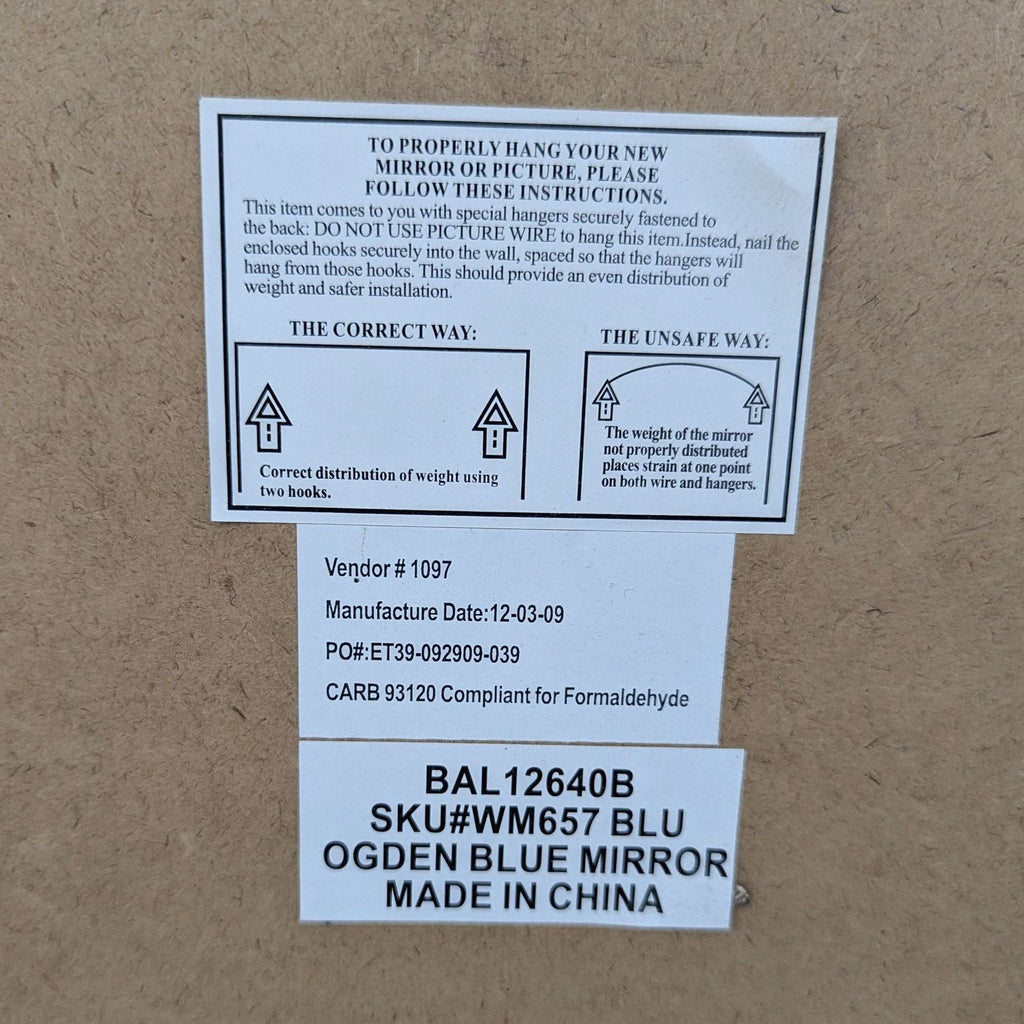 TO PROPERLY HANG YOUR NEW
MIRROR OR PICTURE, PLEASE
FOLLOW THESE INSTRUCTIONS.
This item comes to you with special hangers securely fastened to
the back: DO NOT USE PICTURE WIRE to hang this item.Instead, nail the
enclosed hooks securely into the wall, spaced so that the hangers will
hang from those hooks. This should provide an even distribution of
weight and safer installation.
THE CORRECT WAY:
Correct distribution of weight using
two hooks.
THE UNSAFE WAY:
The weight of the mirror
not properly distributed
places strain at one point
on both wire and hangers.
Vendor # 1097
Manufacture Date:12-03-09
PO#:ET39-092909-039
CARB 93120 Compliant for Formaldehyde
BAL12640B
SKU#WM657 BLU
OGDEN BLUE MIRROR
MADE IN CHINA